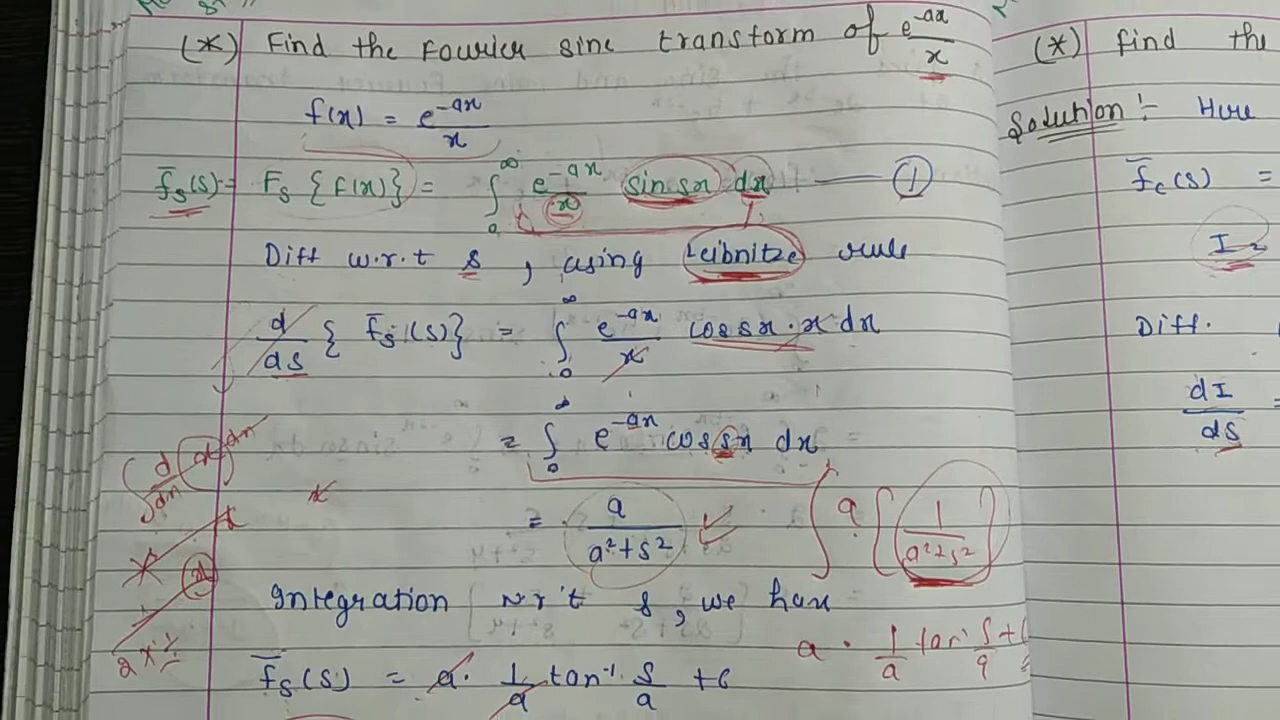 (*) Find the Fourier sine transform of e^-ax / x
f(x) = e^-ax / x
f̄s(s) = Fs {f(x)} = ∫₀^∞ e^-ax / x sin sx dx —— ①
Diff w.r.t s, using Leibnitz rule
d/ds { F̄s(s)} = ∫₀^∞ e^-ax / x cos sx · x dx
= ∫₀^∞ e^-ax cos sx dx
= a / a²+s² ∫ a { 1 / a²+s² }
Integration w.r.t s, we have
a · 1/a tan⁻¹ s/a + c
F̄s(s) = a · 1/a tan⁻¹ s/a + c
(*) find the
Solution :- Here
F̄c(s) =
I =
Diff.
dI/ds =